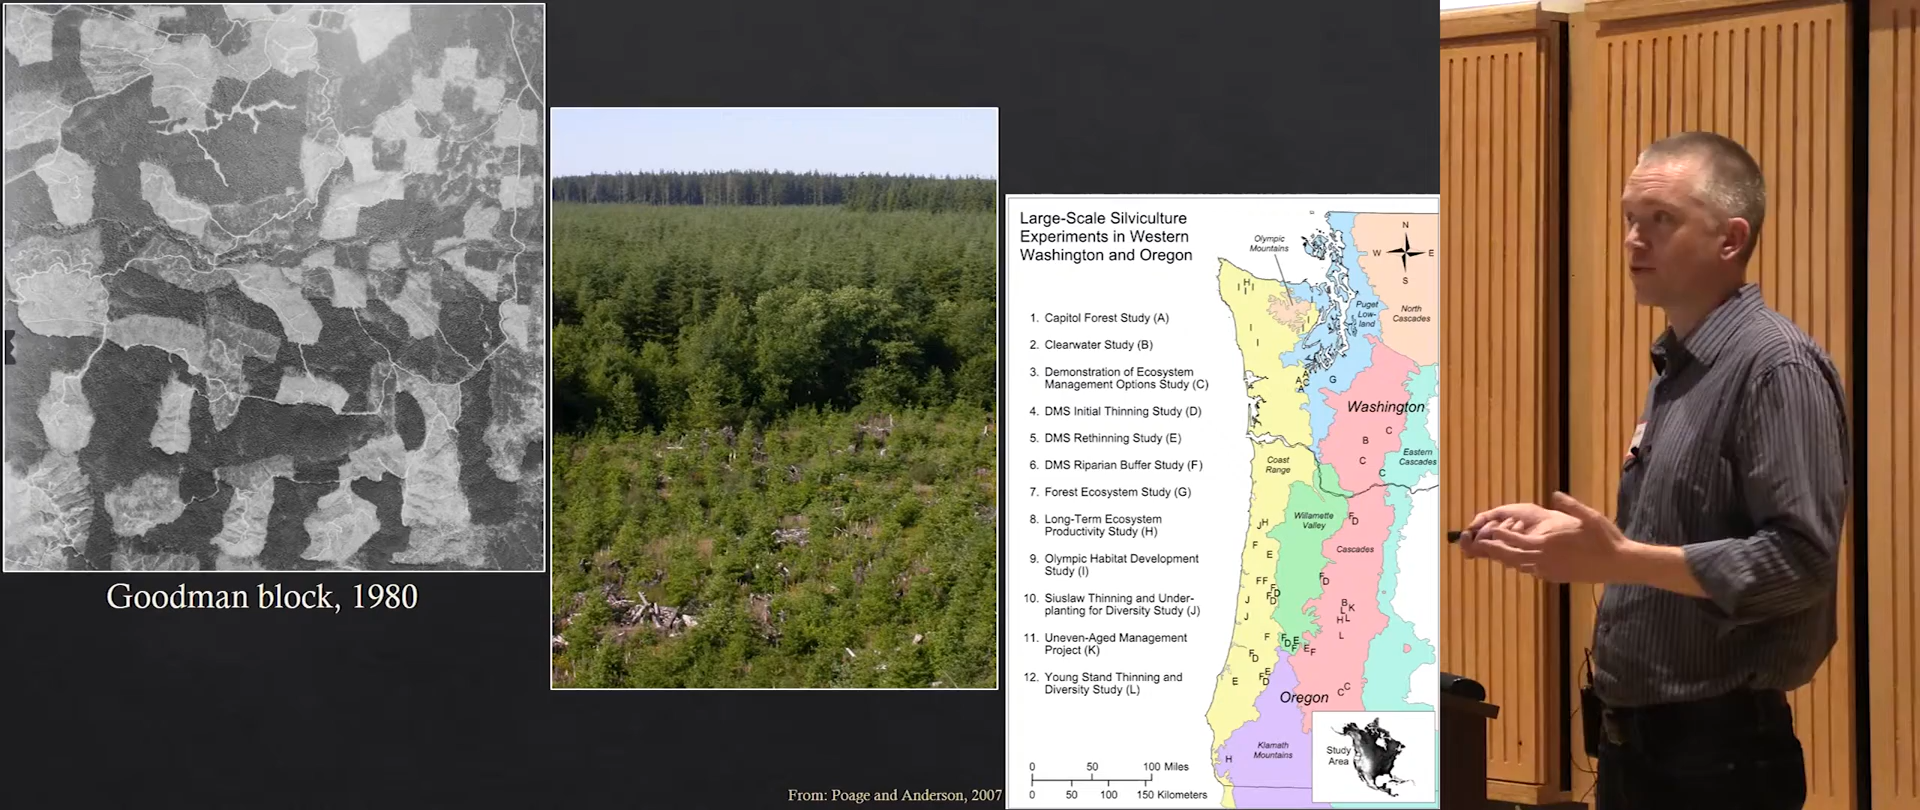 Goodman block, 1980
From: Poage and Anderson, 2007
Large-Scale Silviculture
Experiments in Western
Washington and Oregon
1. Capitol Forest Study (A)
2. Clearwater Study (B)
3. Demonstration of Ecosystem
Management Options Study (C)
4. DMS Initial Thinning Study (D)
5. DMS Rethinning Study (E)
6. DMS Riparian Buffer Study (F)
7. Forest Ecosystem Study (G)
8. Long-Term Ecosystem
Productivity Study (H)
9. Olympic Habitat Development
Study (I)
10. Siuslaw Thinning and Under-
planting for Diversity Study (J)
11. Uneven-Aged Management
Project (K)
12. Young Stand Thinning and
Diversity Study (L)
0 50 100 Miles
0 50 100 150 Kilometers
Olympic
Mountains
N
W E
S
Puget
Low-
land
North
Cascades
H
I I
I
I
I
I
A
A C
A
G
Washington
C
B
C
C
Eastern
Cascades
Coast
Range
Willamette
Valley
F
D
J H
F
E
Cascades
F F
F
D
F
D
F
D
J
J
B
L K
H L
L
F
F
D E
F
E F
F
D
E
F
D
E
C C
Oregon
Klamath
Mountains
H
Study
Area